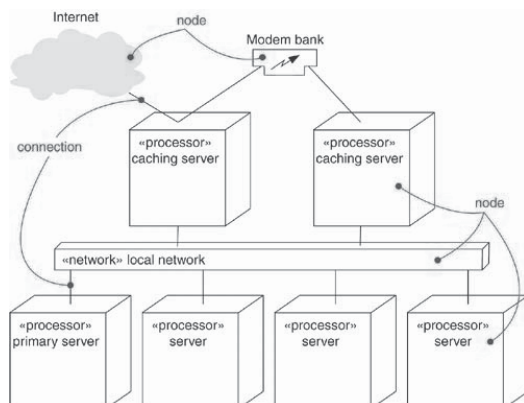 Internet
node
Modem bank
«processor»
caching server
«processor»
caching server
connection
node
«network» local network
«processor»
primary server
«processor»
server
«processor»
server
«processor»
server